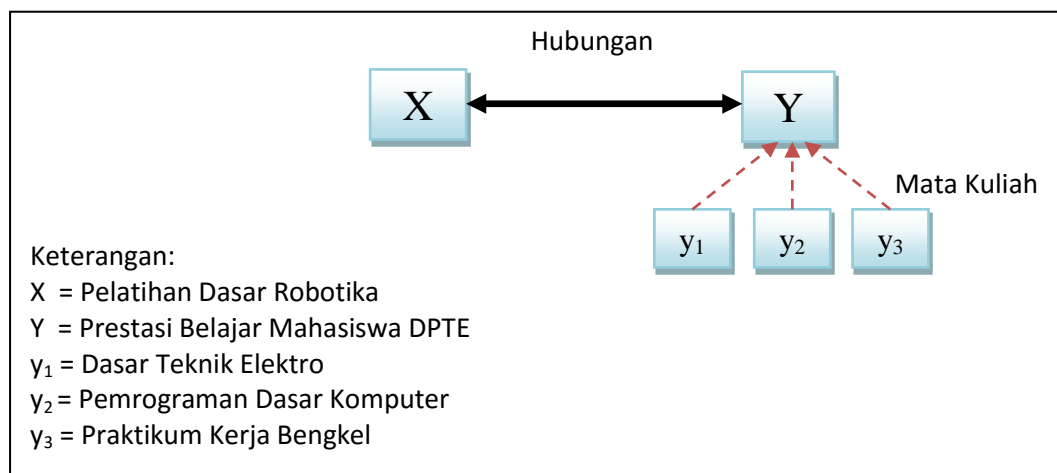 Hubungan
X
Y
Mata Kuliah
y₁
y₂
y₃
Keterangan:
X = Pelatihan Dasar Robotika
Y = Prestasi Belajar Mahasiswa DPTE
y₁ = Dasar Teknik Elektro
y₂ = Pemrograman Dasar Komputer
y₃ = Praktikum Kerja Bengkel